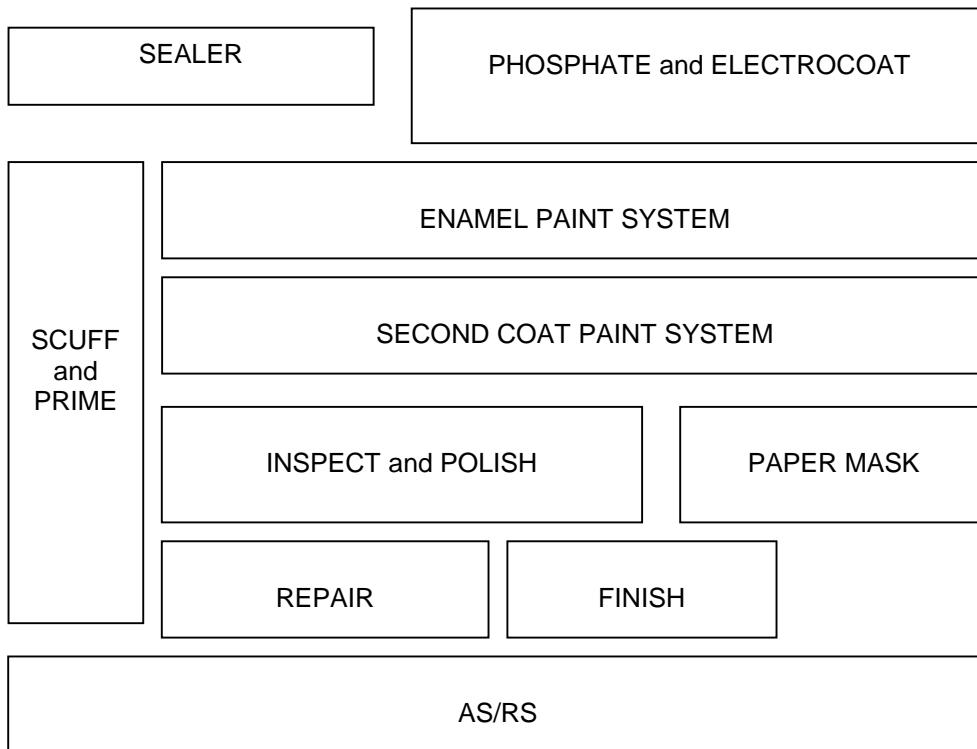 SEALER
PHOSPHATE and ELECTROCOAT
ENAMEL PAINT SYSTEM
SECOND COAT PAINT SYSTEM
SCUFF
and
PRIME
INSPECT and POLISH
PAPER MASK
REPAIR
FINISH
AS/RS